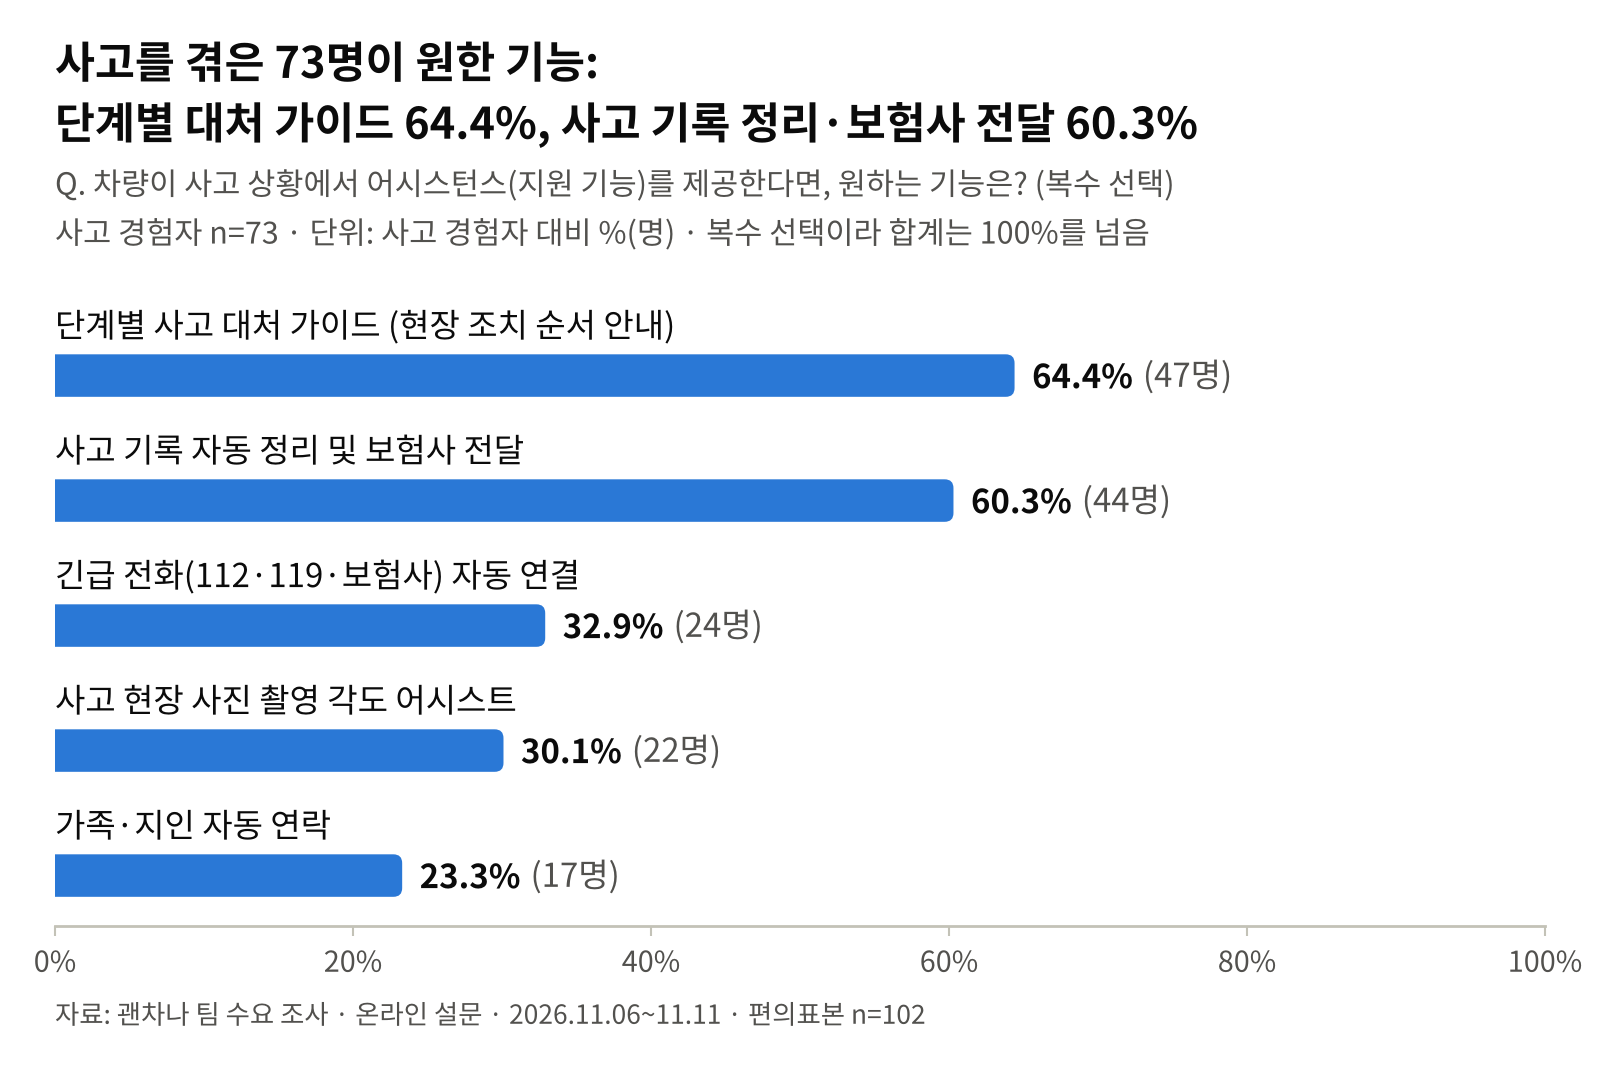 사고를 겪은 73명이 원한 기능:
단계별 대처 가이드 64.4%, 사고 기록 정리·보험사 전달 60.3%
Q. 차량이 사고 상황에서 어시스턴스(지원 기능)를 제공한다면, 원하는 기능은? (복수 선택)
사고 경험자 n=73 · 단위: 사고 경험자 대비 %(명) · 복수 선택이라 합계는 100%를 넘음
단계별 사고 대처 가이드 (현장 조치 순서 안내)
64.4% (47명)
사고 기록 자동 정리 및 보험사 전달
60.3% (44명)
긴급 전화(112·119·보험사) 자동 연결
32.9% (24명)
사고 현장 사진 촬영 각도 어시스트
30.1% (22명)
가족·지인 자동 연락
23.3% (17명)
0% 20% 40% 60% 80% 100%
자료: 괜차나 팀 수요 조사 · 온라인 설문 · 2026.11.06~11.11 · 편의표본 n=102